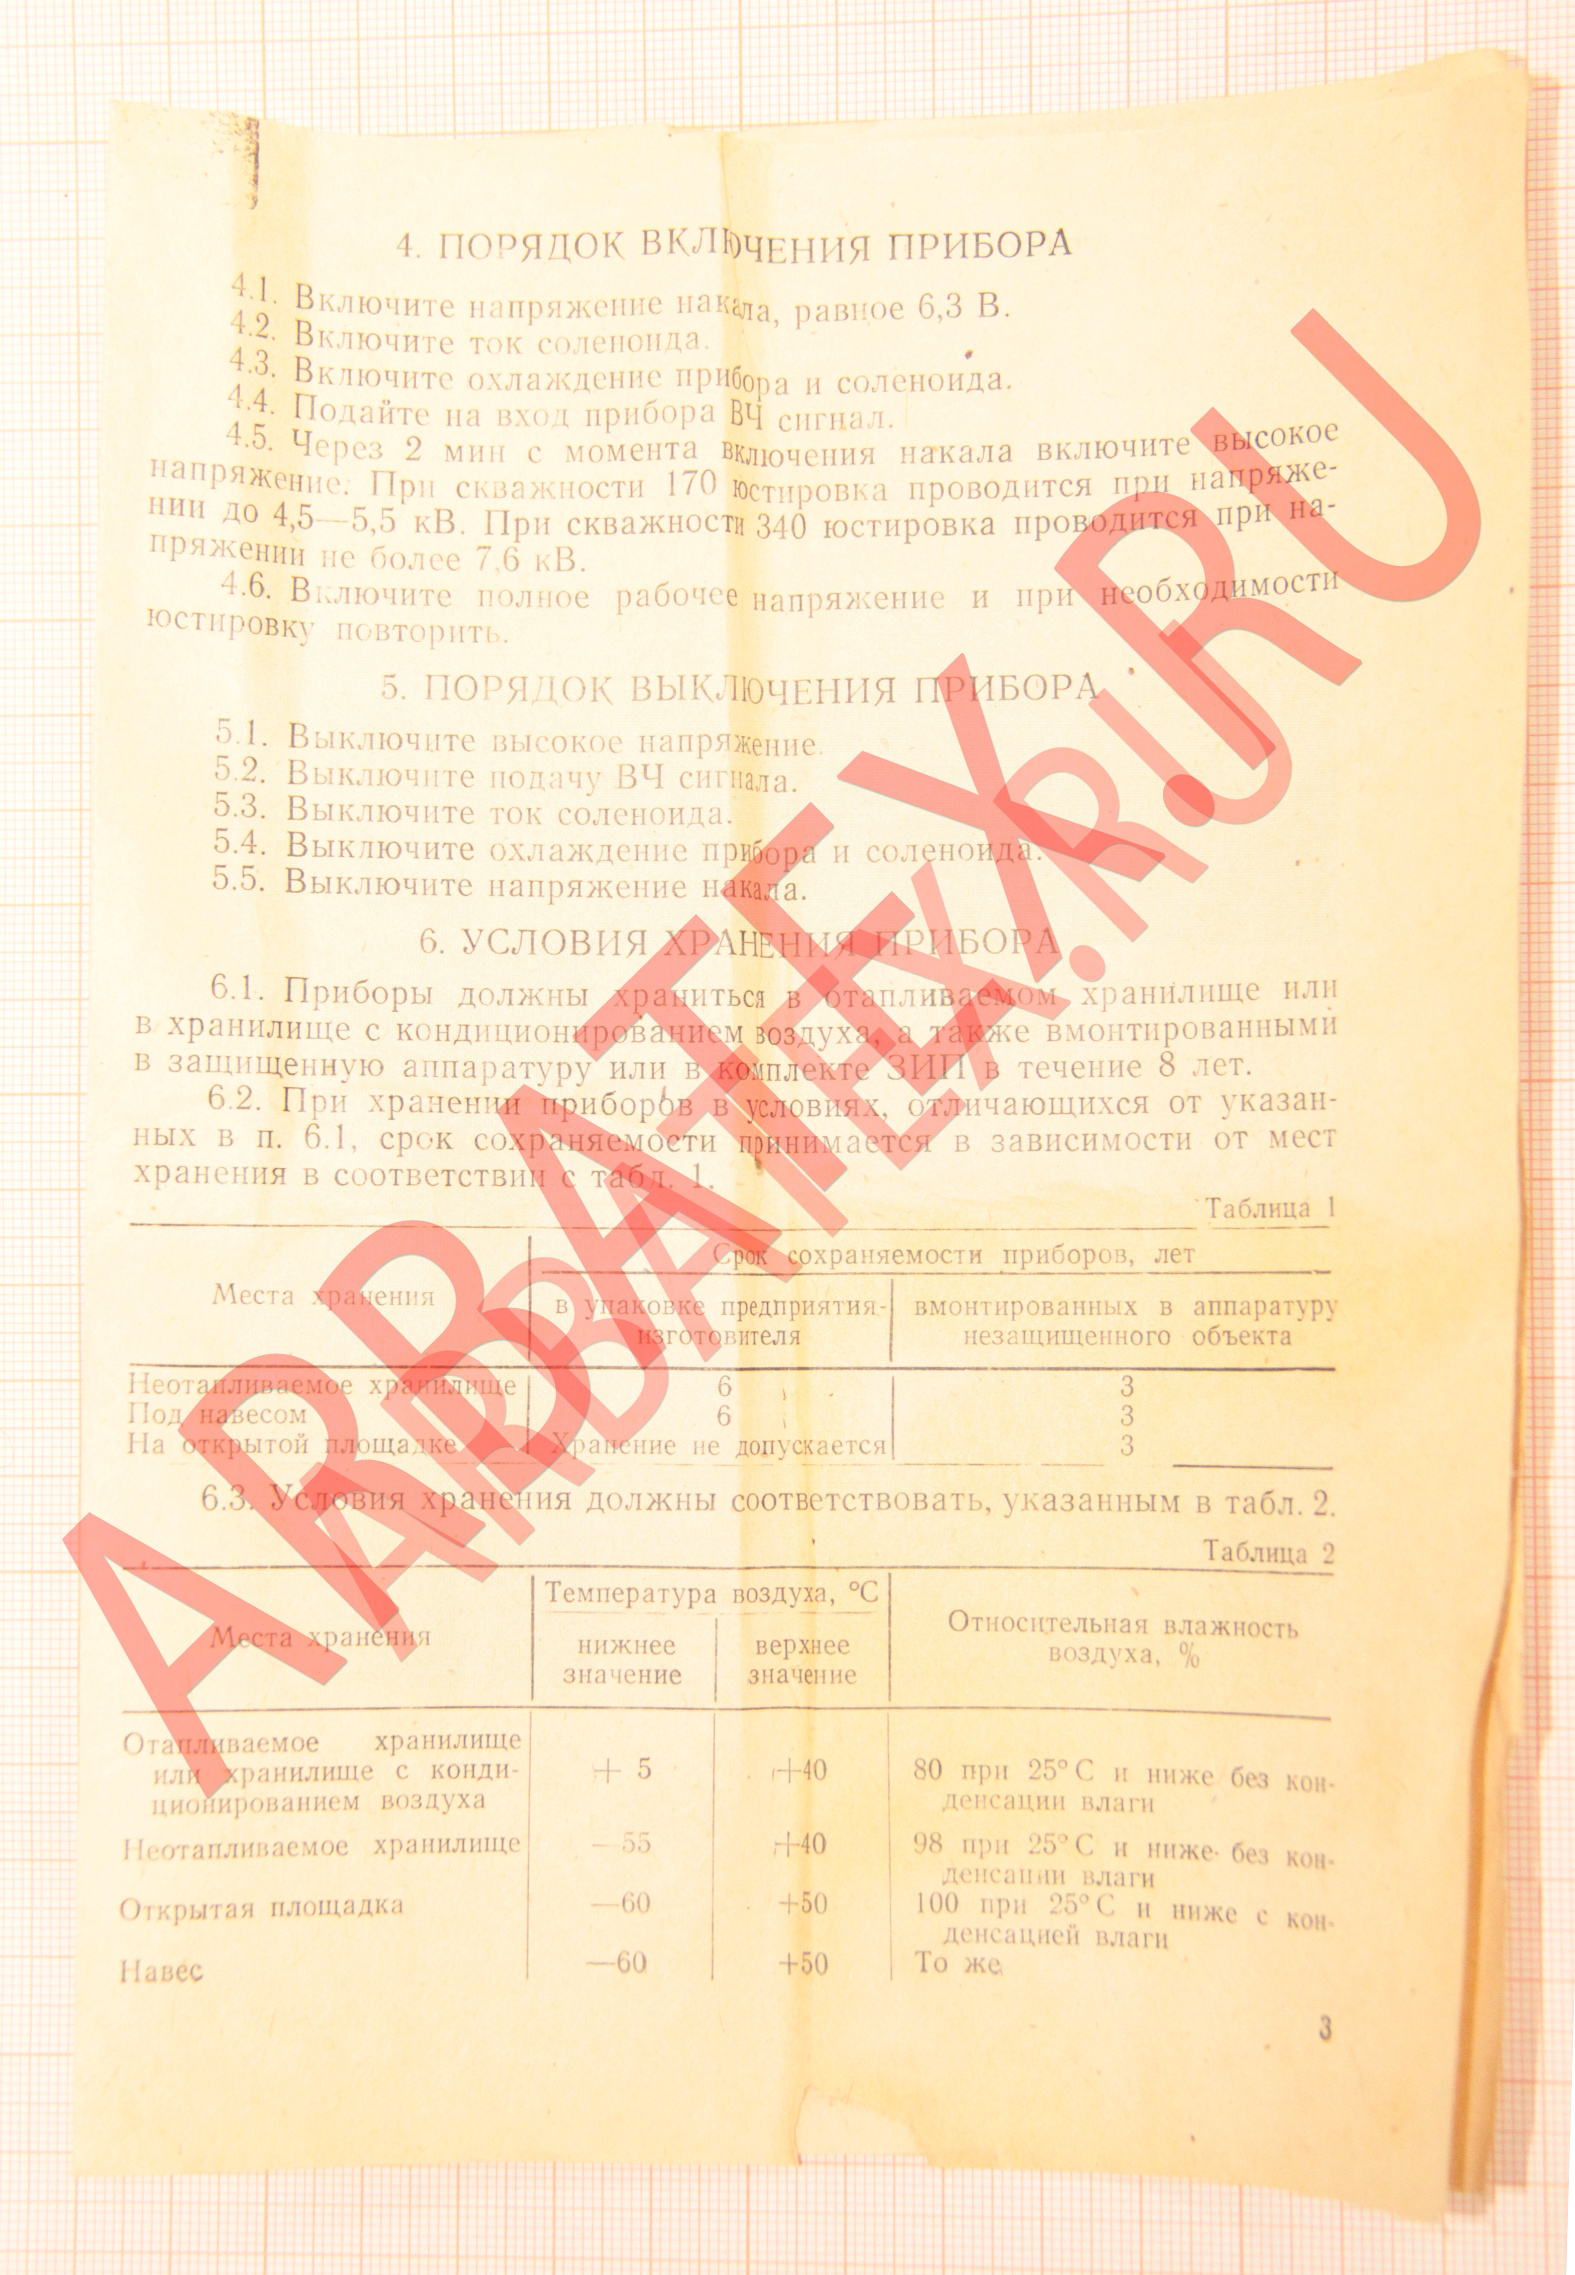 4. ПОРЯДОК ВКЛЮЧЕНИЯ ПРИБОРА
4.1. Включите напряжение накала, равное 6,3 В.
4.2. Включите ток соленоида.
4.3. Включите охлаждение прибора и соленоида.
4.4. Подайте на вход прибора ВЧ сигнал.
4.5. Через 2 мин с момента включения накала включите высокое
напряжение. При скважности 170 юстировка проводится при напряже-
нии до 4,5—5,5 кВ. При скважности 340 юстировка проводится при на-
пряжении не более 7,6 кВ.
4.6. Включите полное рабочее напряжение и при необходимости
юстировку повторить.
5. ПОРЯДОК ВЫКЛЮЧЕНИЯ ПРИБОРА
5.1. Выключите высокое напряжение.
5.2. Выключите подачу ВЧ сигнала.
5.3. Выключите ток соленоида.
5.4. Выключите охлаждение прибора и соленоида.
5.5. Выключите напряжение накала.
6. УСЛОВИЯ ХРАНЕНИЯ ПРИБОРА
6.1. Приборы должны храниться в отапливаемом хранилище или
в хранилище с кондиционированием воздуха, а также вмонтированными
в защищенную аппаратуру или в комплекте ЗИП в течение 8 лет.
6.2. При хранении приборов в условиях, отличающихся от указан-
ных в п. 6.1, срок сохраняемости принимается в зависимости от мест
хранения в соответствии с табл. 1.
Таблица 1
Места хранения
Срок сохраняемости приборов, лет
в упаковке предприятия-
изготовителя
вмонтированных в аппаратуру
незащищенного объекта
Неотапливаемое хранилище 6 3
Под навесом 6 3
На открытой площадке Хранение не допускается 3
6.3. Условия хранения должны соответствовать, указанным в табл. 2.
Таблица 2
Места хранения
Температура воздуха, °С
нижнее
значение
верхнее
значение
Относительная влажность
воздуха, %
Отапливаемое хранилище
или хранилище с конди-
ционированием воздуха
+ 5
+40
80 при 25° С и ниже без кон-
денсации влаги
Неотапливаемое хранилище
—55
+40
98 при 25° С и ниже без кон-
денсации влаги
Открытая площадка
—60
+50
100 при 25° С и ниже с кон-
денсацией влаги
Навес
—60
+50
То же
3
ARBATEX.RU
ARBATEX.RU